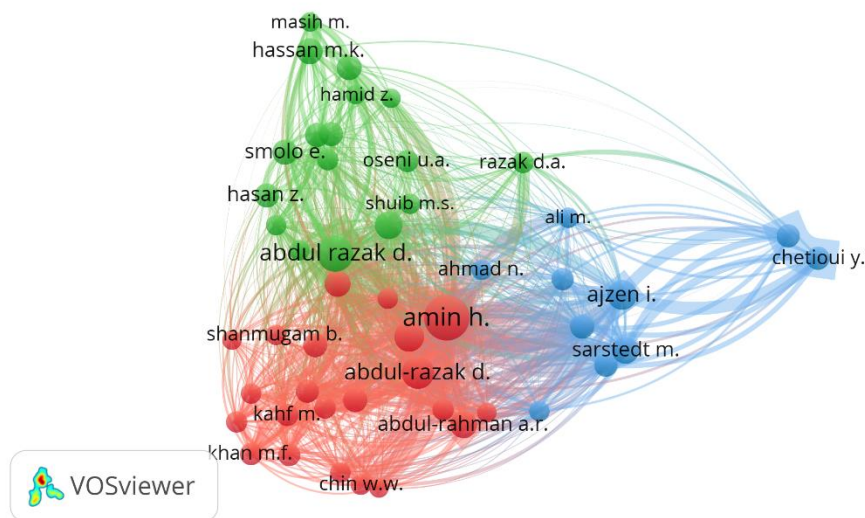 masih m.
hassan m.k.
hamid z.
smolo e.
oseni u.a.
razak d.a.
hasan z.
shuib m.s.
ali m.
abdul razak d.
ahmad n.
chetioui y.
ajzen i.
amin h.
shanmugam b.
sarstedt m.
abdul-razak d.
kahf m.
abdul-rahman a.r.
khan m.f.
chin w.w.
VOSviewer